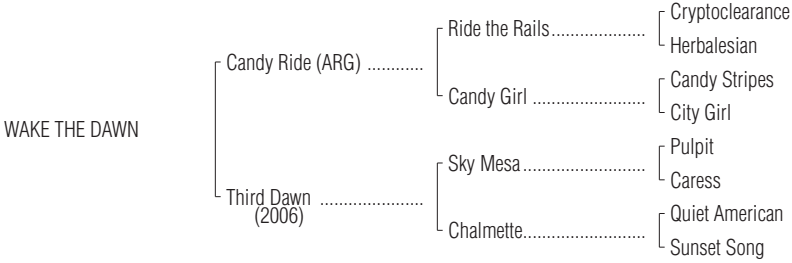 Cryptoclearance
Ride the Rails.....................
Herbalesian
Candy Ride (ARG) ............
Candy Stripes
Candy Girl .........................
City Girl
WAKE THE DAWN
Pulpit
Sky Mesa...........................
Caress
Third Dawn ......................
(2006)
Quiet American
Chalmette...........................
Sunset Song